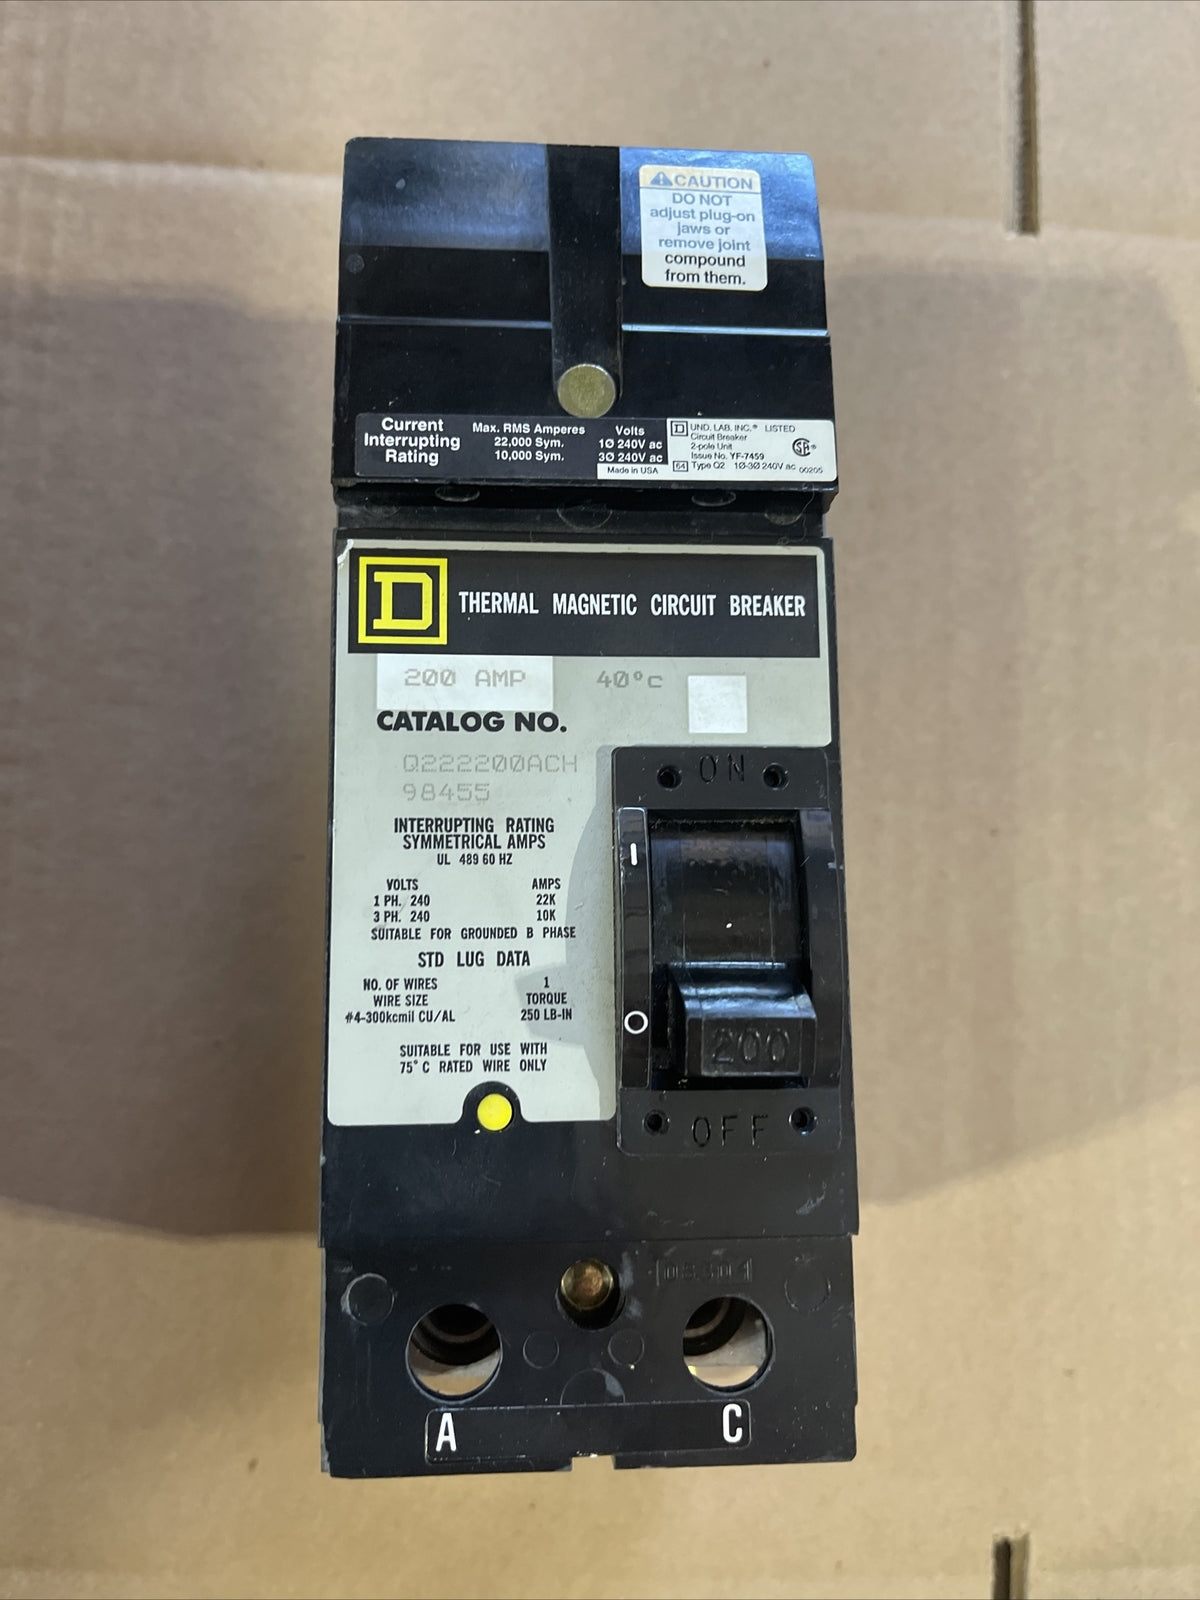 CAUTION
DO NOT
adjust plug-on
jaws or
remove joint
compound
from them.
Current Interrupting Rating
Max. RMS Amperes Volts
22,000 Sym. 1Ø 240V ac
10,000 Sym. 3Ø 240V ac
Made in USA
D UND. LAB. INC.® LISTED
Circuit Breaker
2-pole Unit
Issue No. YF-7459
64 Type Q2 1Ø-3Ø 240V ac 00205
D THERMAL MAGNETIC CIRCUIT BREAKER
200 AMP 40°C
CATALOG NO.
Q222200ACH
98455
INTERRUPTING RATING
SYMMETRICAL AMPS
UL 489 60 HZ
VOLTS AMPS
1 PH. 240 22K
3 PH. 240 10K
SUITABLE FOR GROUNDED B PHASE
STD LUG DATA
NO. OF WIRES 1
WIRE SIZE TORQUE
#4-300kcmil CU/AL 250 LB-IN
SUITABLE FOR USE WITH
75° C RATED WIRE ONLY
ON
I
O
200
OFF
A C